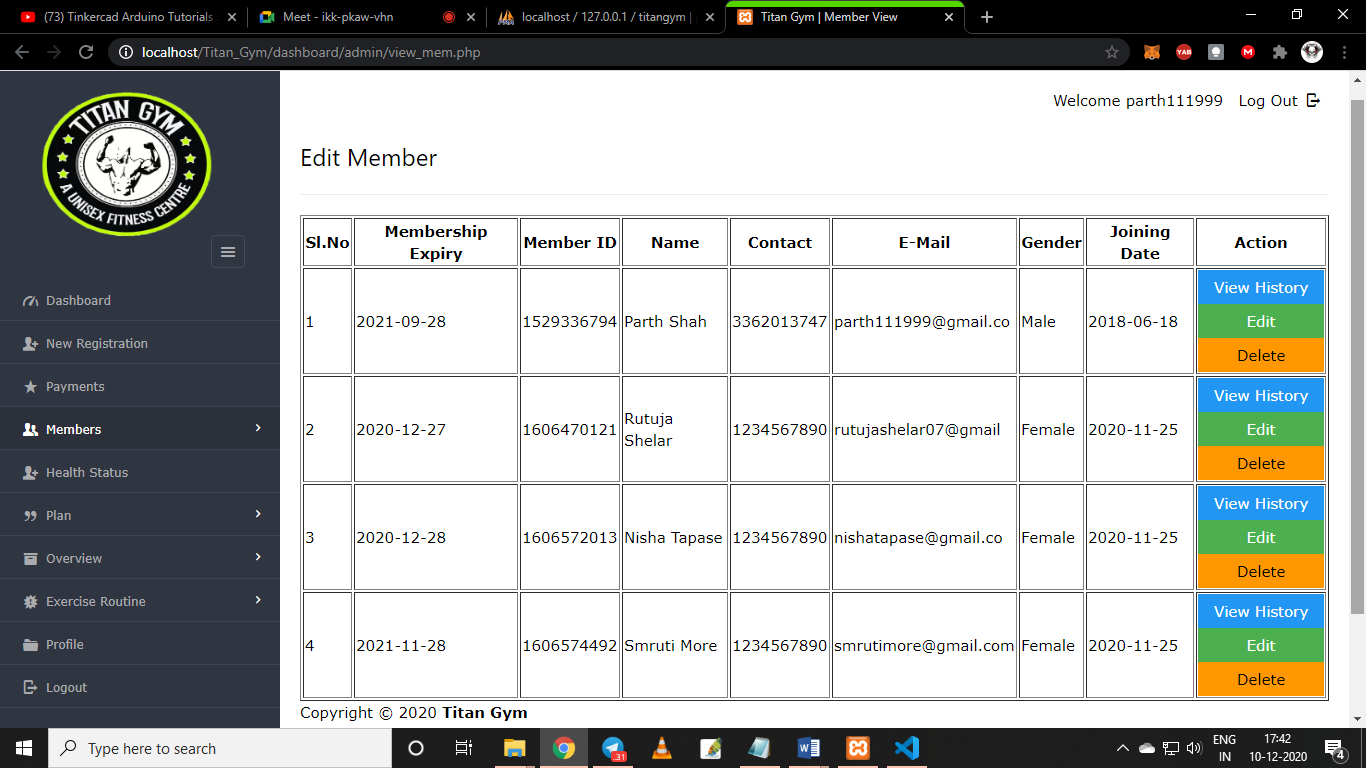 (73) Tinkercad Arduino Tutorials
Meet - ikk-pkaw-vhn
localhost / 127.0.0.1 / titangym |
Titan Gym | Member View
localhost/Titan_Gym/dashboard/admin/view_mem.php
YAB
M
TITAN GYM
A UNISEX FITNESS CENTRE
Welcome parth111999 Log Out
Edit Member
Dashboard
New Registration
Payments
Members
Health Status
Plan
Overview
Exercise Routine
Profile
Logout
Sl.No Membership Expiry Member ID Name Contact E-Mail Gender Joining Date Action
1 2021-09-28 1529336794 Parth Shah 3362013747 parth111999@gmail.co Male 2018-06-18 View History
Edit
Delete
2 2020-12-27 1606470121 Rutuja Shelar 1234567890 rutujashelar07@gmail Female 2020-11-25 View History
Edit
Delete
3 2020-12-28 1606572013 Nisha Tapase 1234567890 nishatapase@gmail.co Female 2020-11-25 View History
Edit
Delete
4 2021-11-28 1606574492 Smruti More 1234567890 smrutimore@gmail.com Female 2020-11-25 View History
Edit
Delete
Copyright © 2020 Titan Gym
Type here to search
31
ENG
IN
17:42
10-12-2020
4